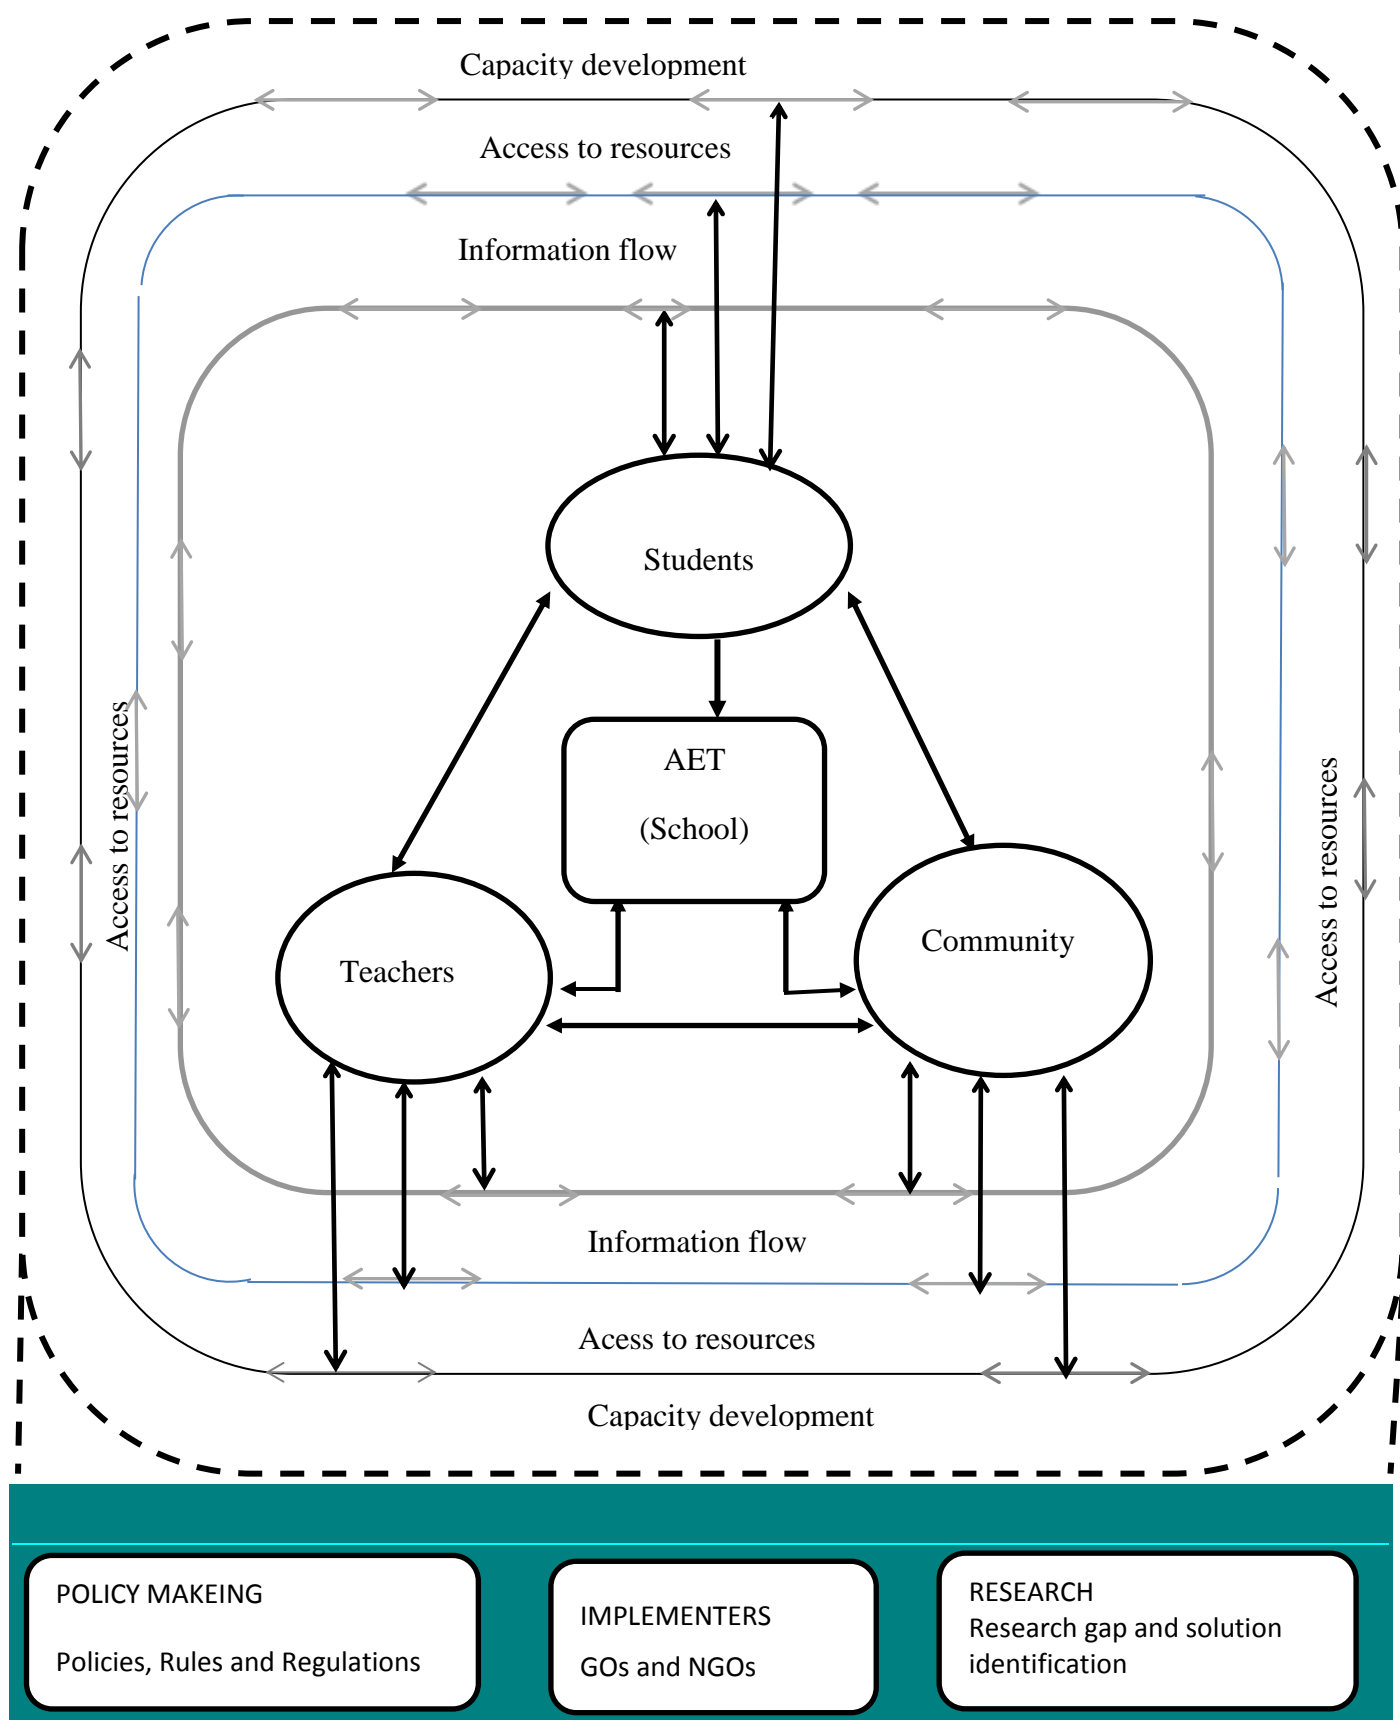 Capacity development
Access to resources
Information flow
Students
AET
(School)
Access to resources
Access to resources
Teachers
Community
Information flow
Acess to resources
Capacity development
POLICY MAKEING
Policies, Rules and Regulations
IMPLEMENTERS
GOs and NGOs
RESEARCH
Research gap and solution
identification